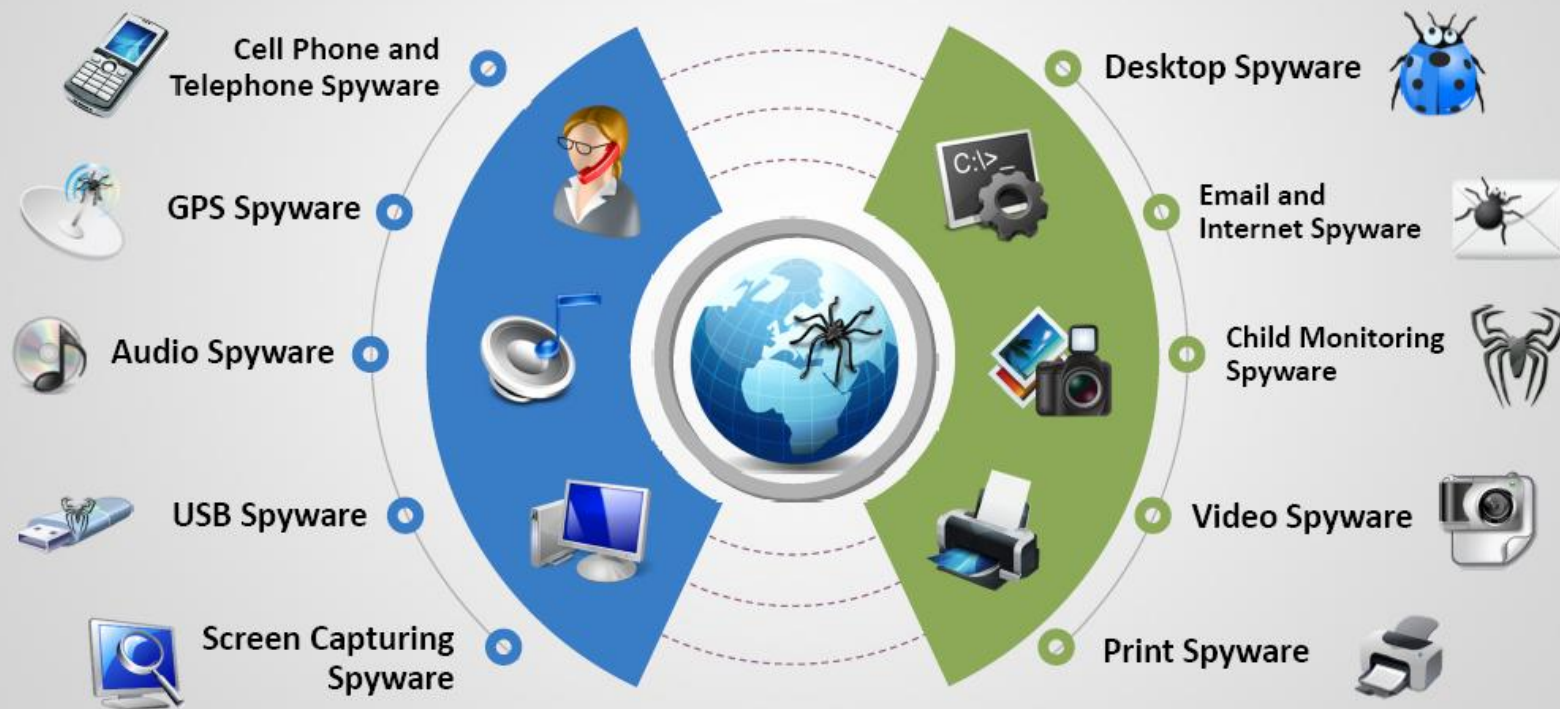 Cell Phone and
Telephone Spyware
GPS Spyware
Audio Spyware
USB Spyware
Screen Capturing
Spyware
C:\>_
Desktop Spyware
Email and
Internet Spyware
Child Monitoring
Spyware
Video Spyware
Print Spyware